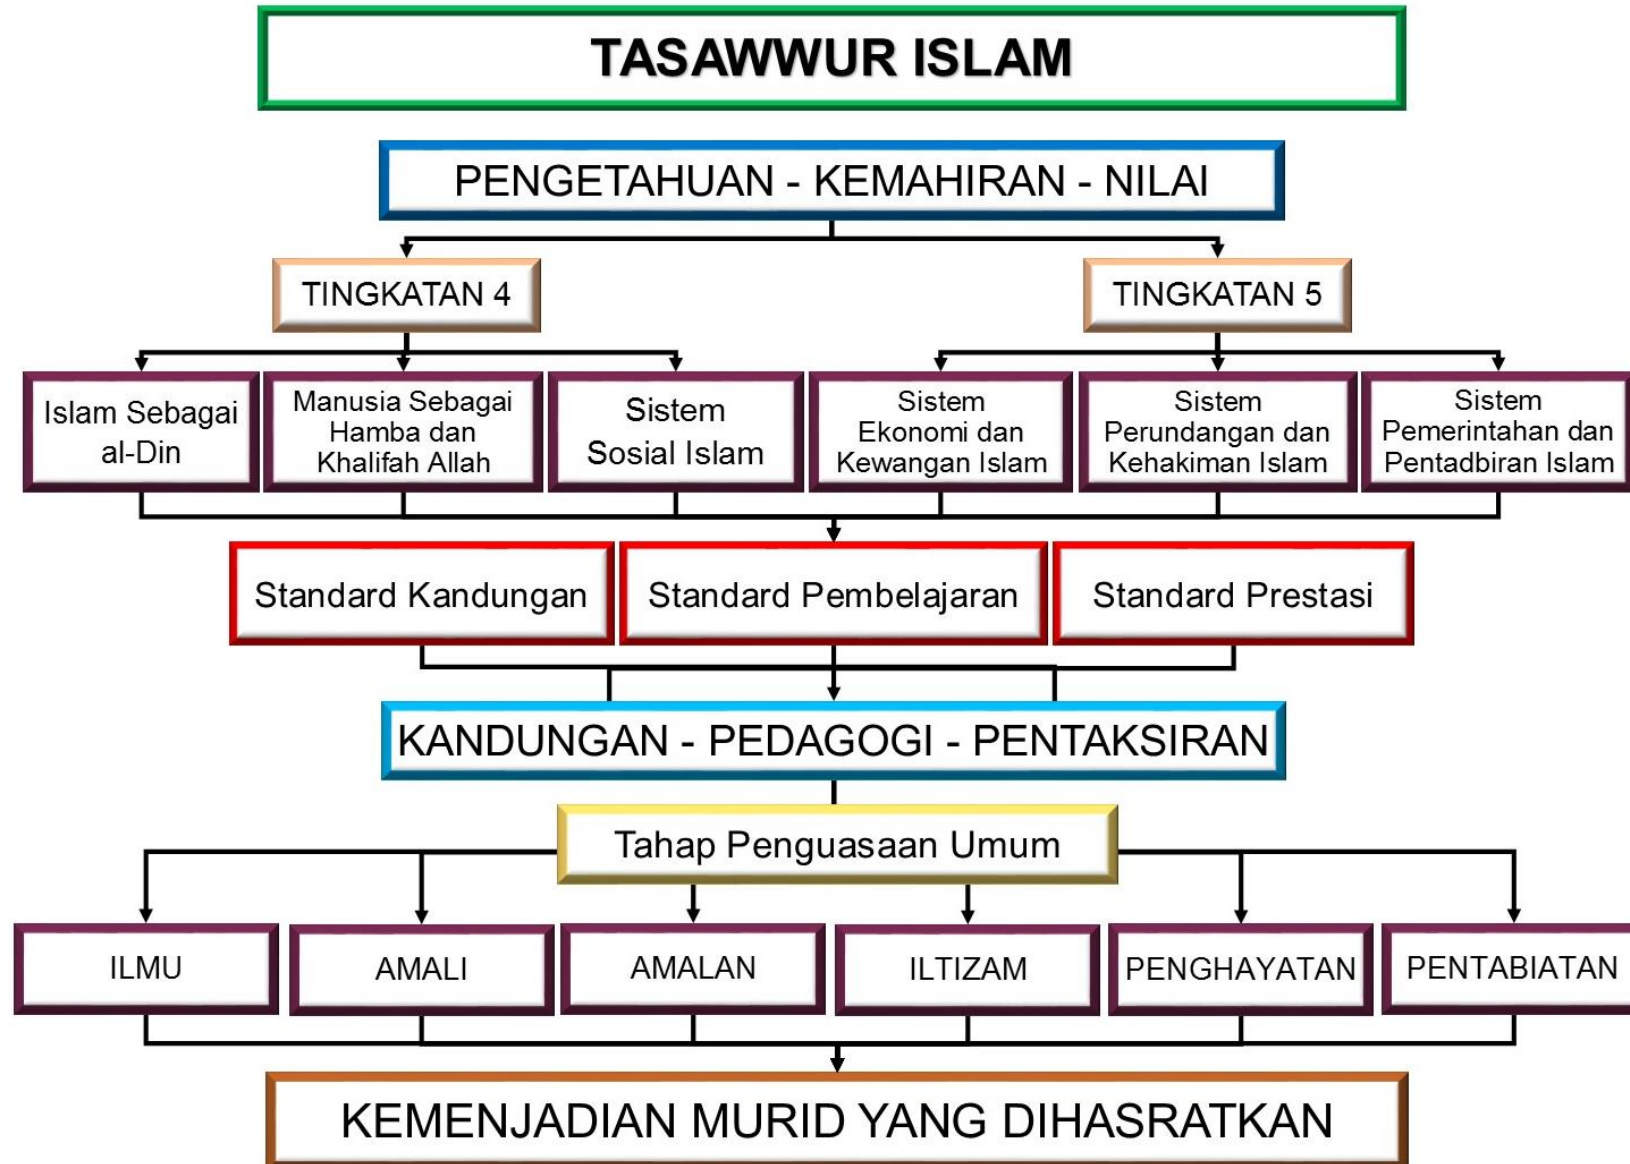 TASAWWUR ISLAM
PENGETAHUAN - KEMAHIRAN - NILAI
TINGKATAN 4
TINGKATAN 5
Islam Sebagai
al-Din
Manusia Sebagai
Hamba dan
Khalifah Allah
Sistem
Sosial Islam
Sistem
Ekonomi dan
Kewangan Islam
Sistem
Perundangan dan
Kehakiman Islam
Sistem
Pemerintahan dan
Pentadbiran Islam
Standard Kandungan
Standard Pembelajaran
Standard Prestasi
KANDUNGAN - PEDAGOGI - PENTAKSIRAN
Tahap Penguasaan Umum
ILMU
AMALI
AMALAN
ILTIZAM
PENGHAYATAN
PENTABIATAN
KEMENJADIAN MURID YANG DIHASRATKAN